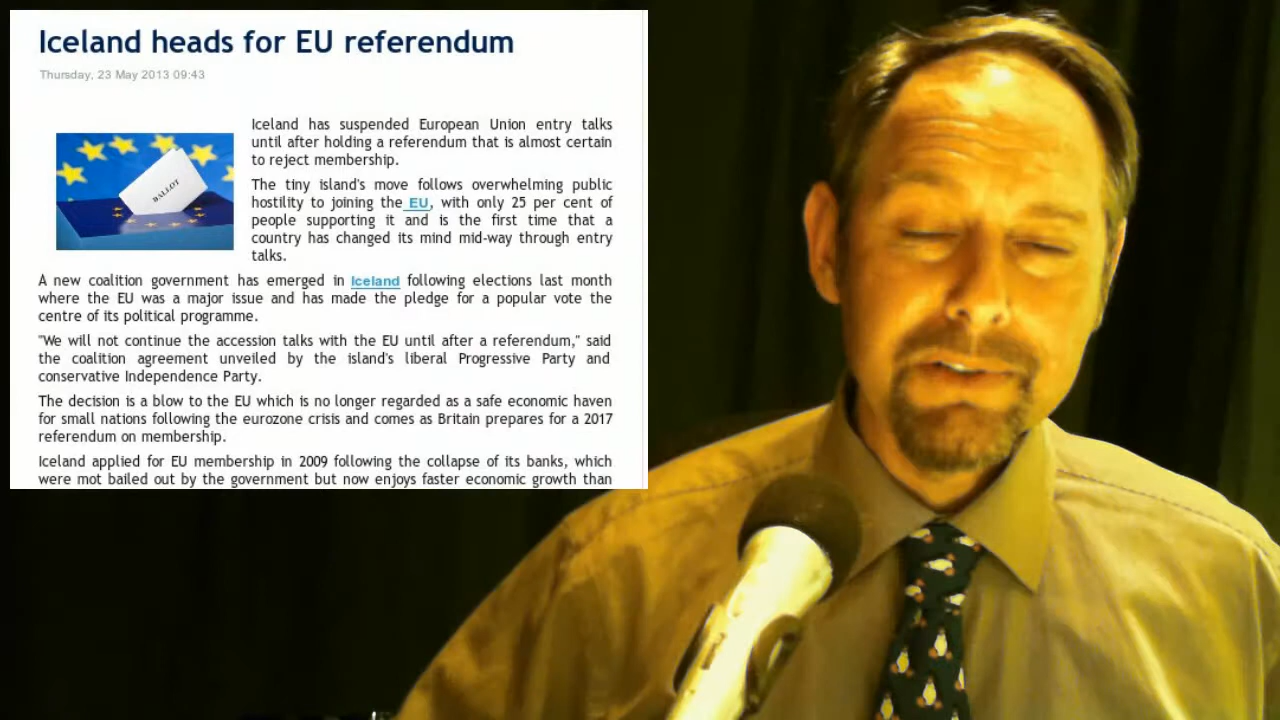 Iceland heads for EU referendum
Thursday, 23 May 2013 09:43
Iceland has suspended European Union entry talks
until after holding a referendum that is almost certain
to reject membership.
BALLOT
The tiny island's move follows overwhelming public
hostility to joining the EU, with only 25 per cent of
people supporting it and is the first time that a
country has changed its mind mid-way through entry
talks.
A new coalition government has emerged in Iceland following elections last month
where the EU was a major issue and has made the pledge for a popular vote the
centre of its political programme.
"We will not continue the accession talks with the EU until after a referendum," said
the coalition agreement unveiled by the island's liberal Progressive Party and
conservative Independence Party.
The decision is a blow to the EU which is no longer regarded as a safe economic haven
for small nations following the eurozone crisis and comes as Britain prepares for a 2017
referendum on membership.
Iceland applied for EU membership in 2009 following the collapse of its banks, which
were mot bailed out by the government but now enjoys faster economic growth than